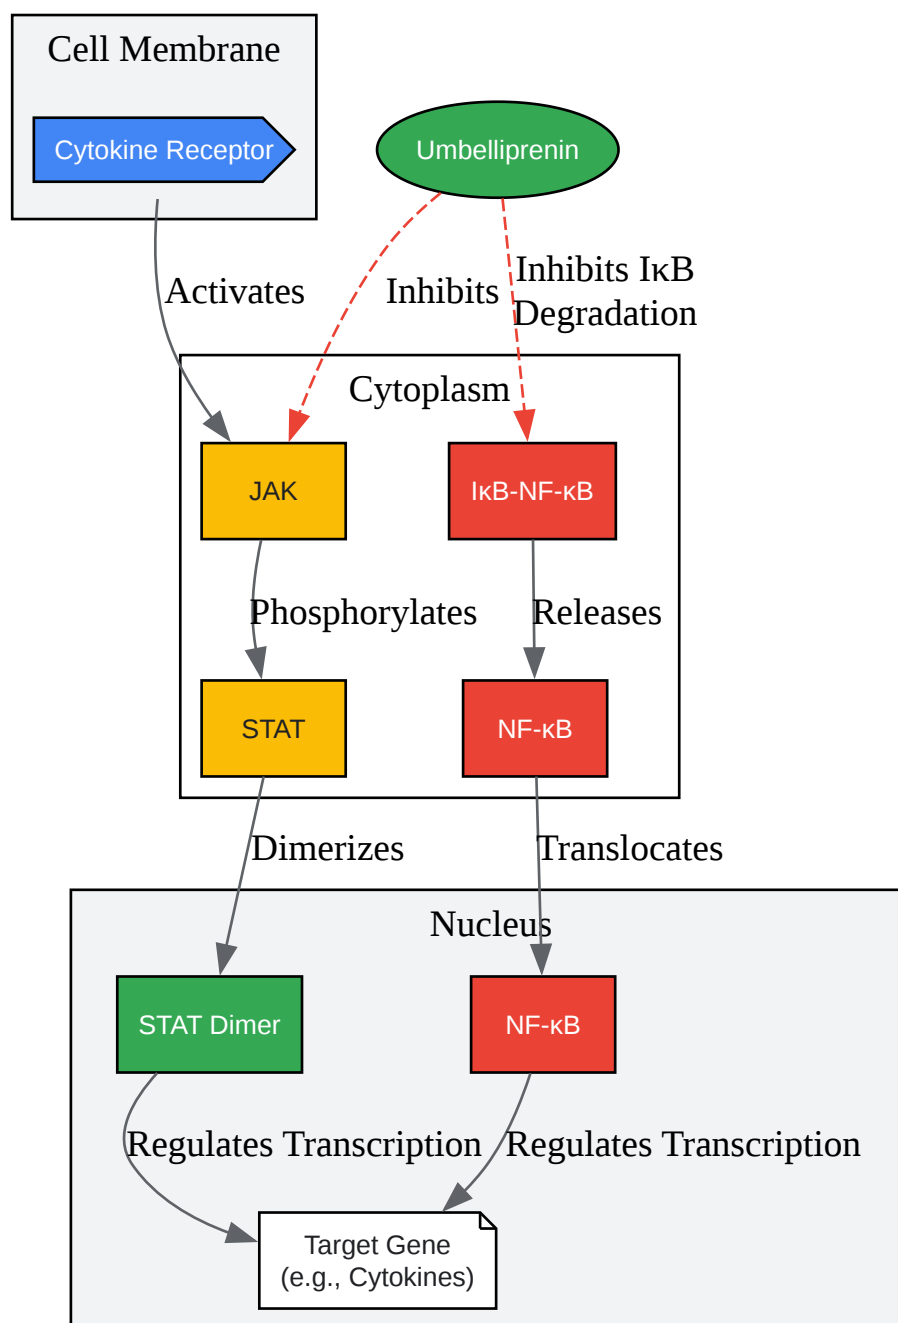 Cell Membrane
Cytokine Receptor
Umbelliprenin
Activates
Inhibits
Inhibits IκB
Degradation
Cytoplasm
JAK
IκB-NF-κB
Phosphorylates
Releases
STAT
NF-κB
Dimerizes
Translocates
Nucleus
STAT Dimer
NF-κB
Regulates Transcription
Regulates Transcription
Target Gene
(e.g., Cytokines)